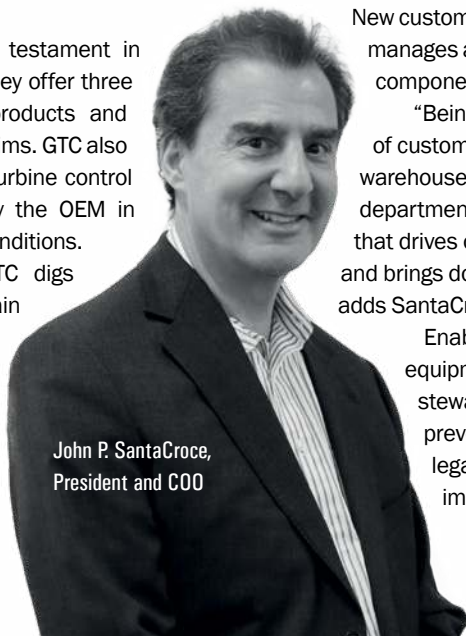 testament in
ey offer three
roducts and
ms. GTC also
urbine control
y the OEM in
nditions.
TC digs
in
John P. SantaCroce,
President and COO
New custom
manages a
compone
“Being
of custom
warehouse
department
that drives
and brings do
adds SantaCr
Enab
equipm
stewa
prev
lega
im